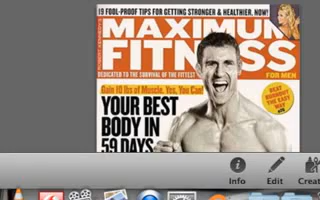 19 FOOL-PROOF TIPS FOR GETTING STRONGER & HEALTHIER, NOW!
MAXIMUM
FITNESS
DEDICATED TO THE SURVIVAL OF THE FITTEST
FOR MEN
Gain 10 lbs of Muscle. Yes, You Can!
YOUR BEST
BODY IN
59 DAYS
Info
Edit
Creat